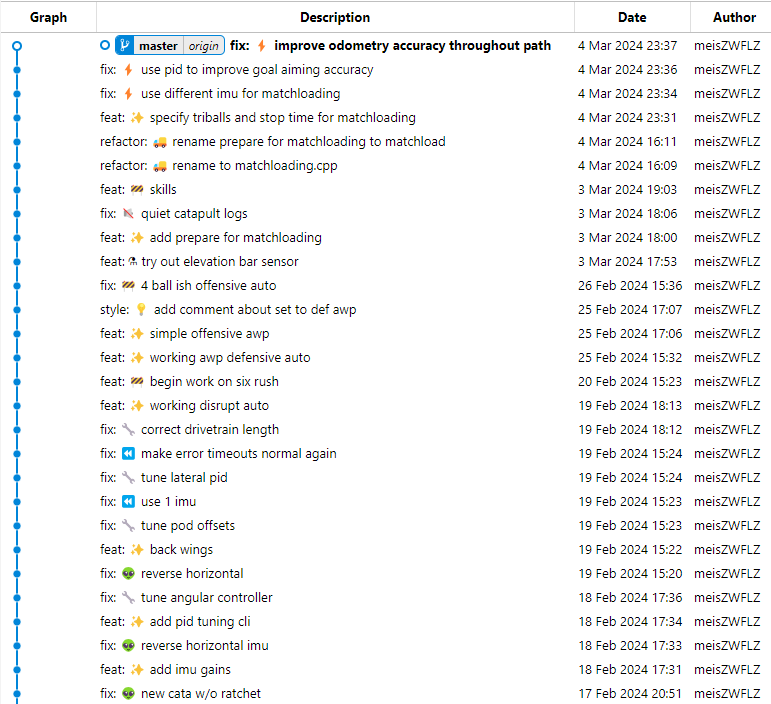 Graph Description Date Author
master origin fix: ⚡ improve odometry accuracy throughout path 4 Mar 2024 23:37 meisZWFLZ
fix: ⚡ use pid to improve goal aiming accuracy 4 Mar 2024 23:36 meisZWFLZ
fix: ⚡ use different imu for matchloading 4 Mar 2024 23:34 meisZWFLZ
feat: ✨ specify triballs and stop time for matchloading 4 Mar 2024 23:31 meisZWFLZ
refactor: 🚚 rename prepare for matchloading to matchload 4 Mar 2024 16:11 meisZWFLZ
refactor: 🚚 rename to matchloading.cpp 4 Mar 2024 16:09 meisZWFLZ
feat: 🚧 skills 3 Mar 2024 19:03 meisZWFLZ
fix: 🔇 quiet catapult logs 3 Mar 2024 18:06 meisZWFLZ
feat: ✨ add prepare for matchloading 3 Mar 2024 18:00 meisZWFLZ
feat: ⚗ try out elevation bar sensor 3 Mar 2024 17:53 meisZWFLZ
fix: 🚧 4 ball ish offensive auto 26 Feb 2024 15:36 meisZWFLZ
style: 💡 add comment about set to def awp 25 Feb 2024 17:07 meisZWFLZ
feat: ✨ simple offensive awp 25 Feb 2024 17:06 meisZWFLZ
feat: ✨ working awp defensive auto 25 Feb 2024 15:32 meisZWFLZ
feat: 🚧 begin work on six rush 20 Feb 2024 15:23 meisZWFLZ
feat: ✨ working disrupt auto 19 Feb 2024 18:13 meisZWFLZ
fix: 🔧 correct drivetrain length 19 Feb 2024 18:12 meisZWFLZ
fix: ⏪ make error timeouts normal again 19 Feb 2024 15:24 meisZWFLZ
fix: 🔧 tune lateral pid 19 Feb 2024 15:24 meisZWFLZ
fix: ⏪ use 1 imu 19 Feb 2024 15:23 meisZWFLZ
fix: 🔧 tune pod offsets 19 Feb 2024 15:23 meisZWFLZ
feat: ✨ back wings 19 Feb 2024 15:22 meisZWFLZ
fix: 👽 reverse horizontal 19 Feb 2024 15:20 meisZWFLZ
fix: 🔧 tune angular controller 18 Feb 2024 17:36 meisZWFLZ
feat: ✨ add pid tuning cli 18 Feb 2024 17:34 meisZWFLZ
fix: 👽 reverse horizontal imu 18 Feb 2024 17:33 meisZWFLZ
feat: ✨ add imu gains 18 Feb 2024 17:31 meisZWFLZ
fix: 👽 new cata w/o ratchet 17 Feb 2024 20:51 meisZWFLZ